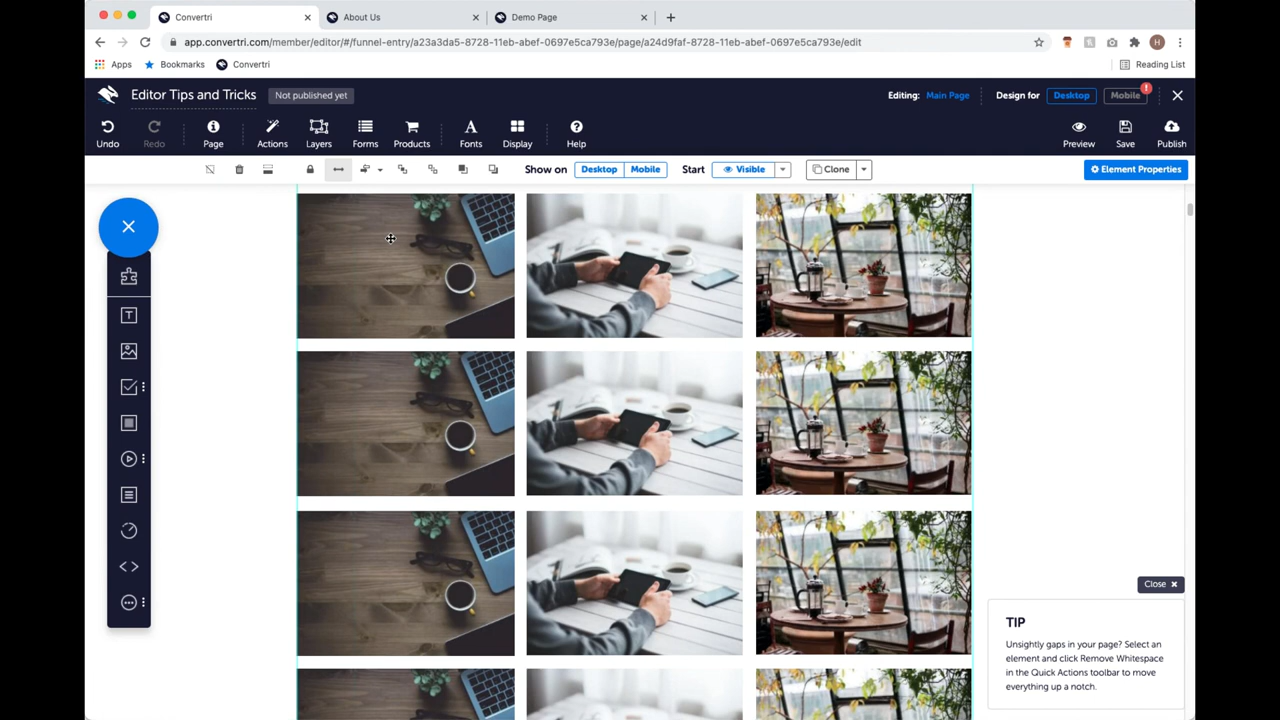 Convertri
About Us
Demo Page
app.convertri.com/member/editor/#/funnel-entry/a23a3da5-8728-11eb-abef-0697e5ca793e/page/a24d9faf-8728-11eb-abef-0697e5ca793e/edit
H
Apps
Bookmarks
Convertri
Reading List
Editor Tips and Tricks
Not published yet
Editing: Main Page
Design for
Desktop
Mobile
!
Undo
Redo
Page
Actions
Layers
Forms
Products
Fonts
Display
Help
Preview
Save
Publish
Show on
Desktop
Mobile
Start
Visible
Clone
Element Properties
T
Close
TIP
Unsightly gaps in your page? Select an
element and click Remove Whitespace
in the Quick Actions toolbar to move
everything up a notch.